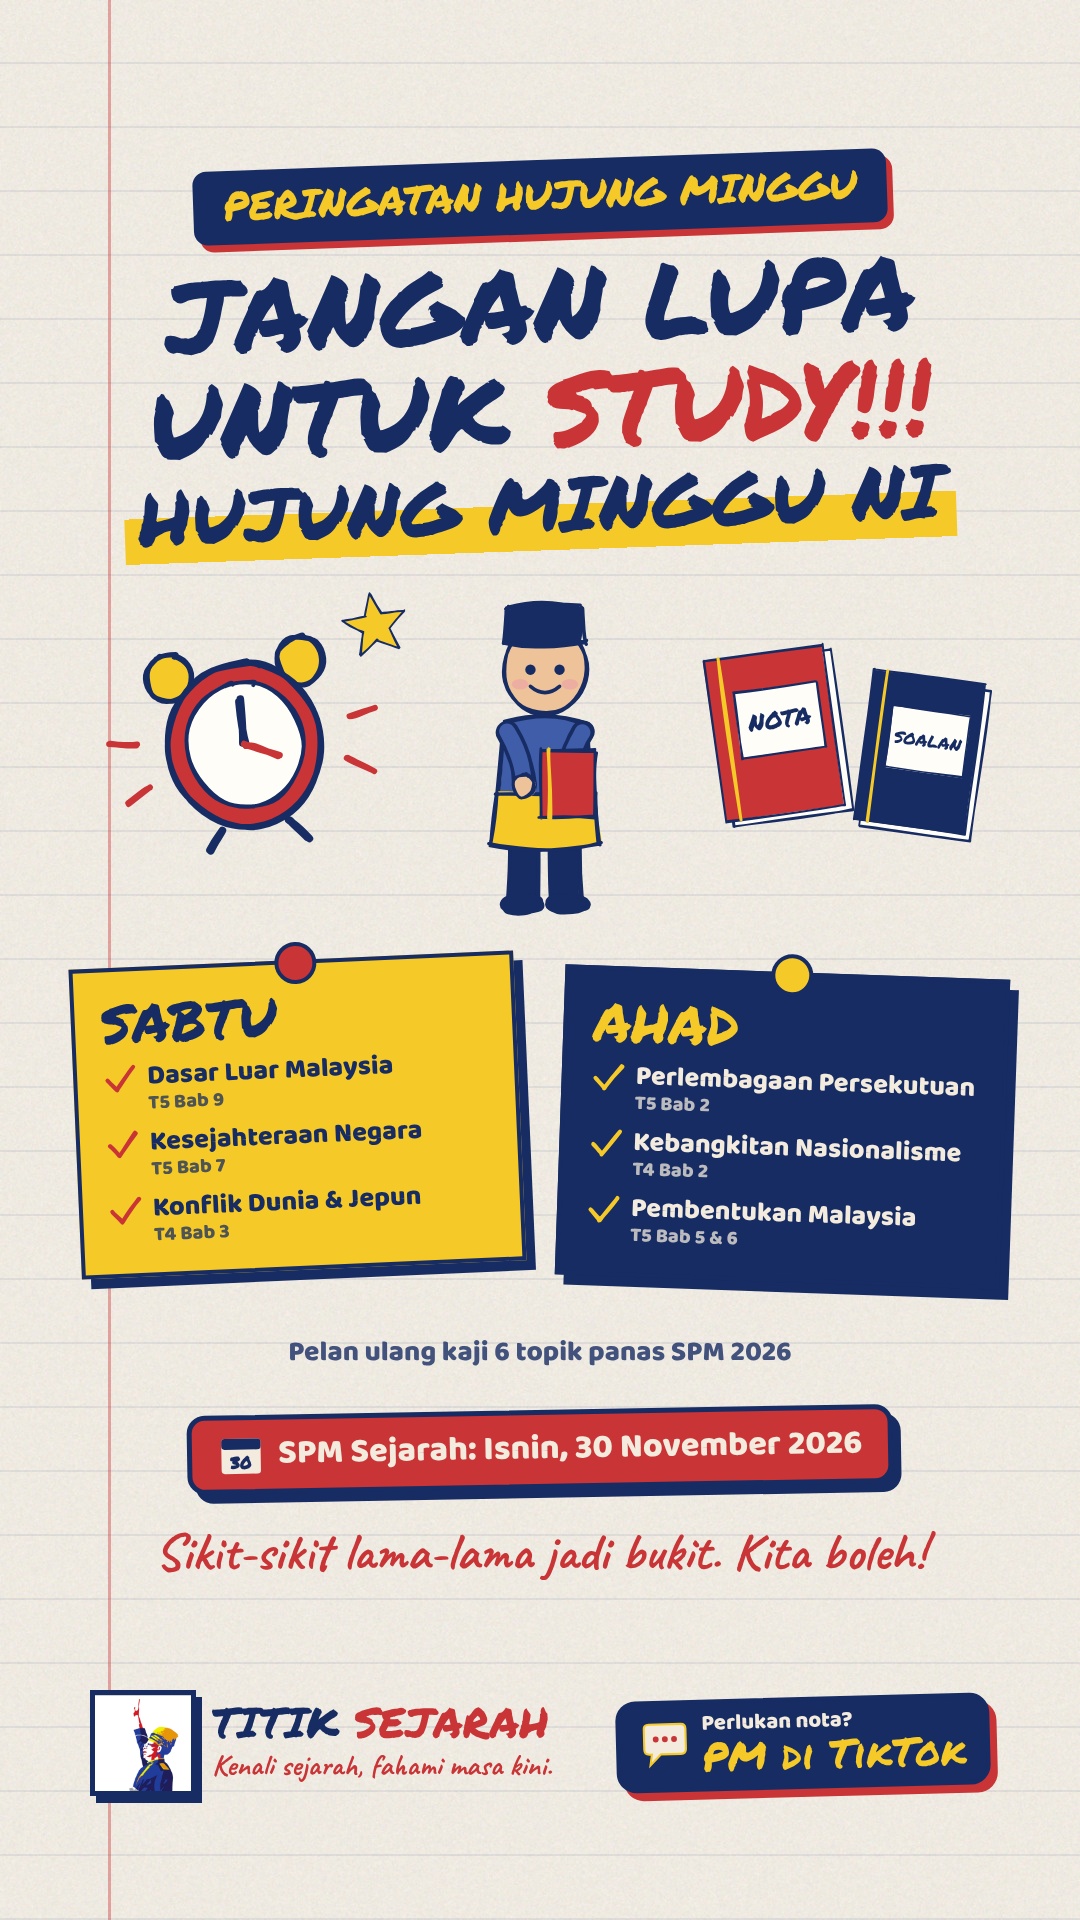 PERINGATAN HUJUNG MINGGU
JANGAN LUPA
UNTUK STUDY!!!
HUJUNG MINGGU NI
NOTA
SOALAN
SABTU
Dasar Luar Malaysia
T5 Bab 9
Kesejahteraan Negara
T5 Bab 7
Konflik Dunia & Jepun
T4 Bab 3
AHAD
Perlembagaan Persekutuan
T5 Bab 2
Kebangkitan Nasionalisme
T4 Bab 2
Pembentukan Malaysia
T5 Bab 5 & 6
Pelan ulang kaji 6 topik panas SPM 2026
30
SPM Sejarah: Isnin, 30 November 2026
Sikit-sikit lama-lama jadi bukit. Kita boleh!
TITIK SEJARAH
Kenali sejarah, fahami masa kini.
Perlukan nota?
PM DI TIKTOK